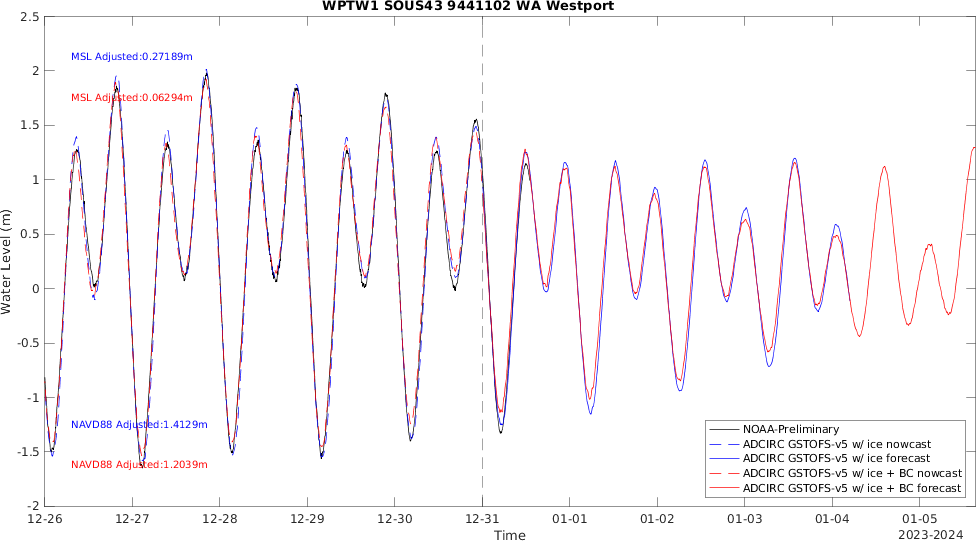 WPTW1 SOUS43 9441102 WA Westport
2.5
2
1.5
1
0.5
0
-0.5
-1
-1.5
-2
Water Level (m)
MSL Adjusted:0.27189m
MSL Adjusted:0.06294m
NAVD88 Adjusted:1.4129m
NAVD88 Adjusted:1.2039m
NOAA-Preliminary
ADCIRC GSTOFS-v5 w/ ice nowcast
ADCIRC GSTOFS-v5 w/ ice forecast
ADCIRC GSTOFS-v5 w/ ice + BC nowcast
ADCIRC GSTOFS-v5 w/ ice + BC forecast
12-26 12-27 12-28 12-29 12-30 12-31 01-01 01-02 01-03 01-04 01-05
Time
2023-2024